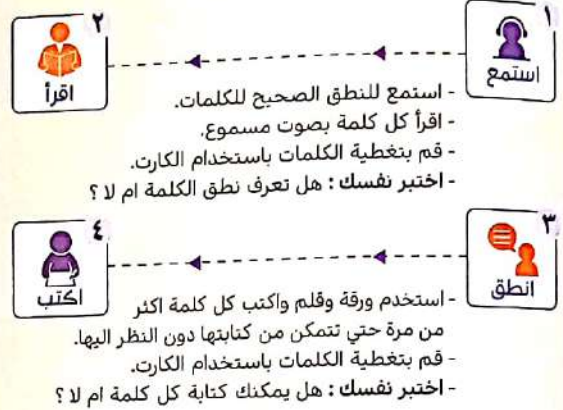 ١
استمع
٢
اقرأ
- استمع للنطق الصحيح للكلمات.
- اقرأ كل كلمة بصوت مسموع.
- قم بتغطية الكلمات باستخدام الكارت.
- اختبر نفسك : هل تعرف نطق الكلمة ام لا ؟
٣
انطق
٤
اكتب
- استخدم ورقة وقلم واكتب كل كلمة اكثر
من مرة حتي تتمكن من كتابتها دون النظر اليها.
- قم بتغطية الكلمات باستخدام الكارت.
- اختبر نفسك : هل يمكنك كتابة كل كلمة ام لا ؟